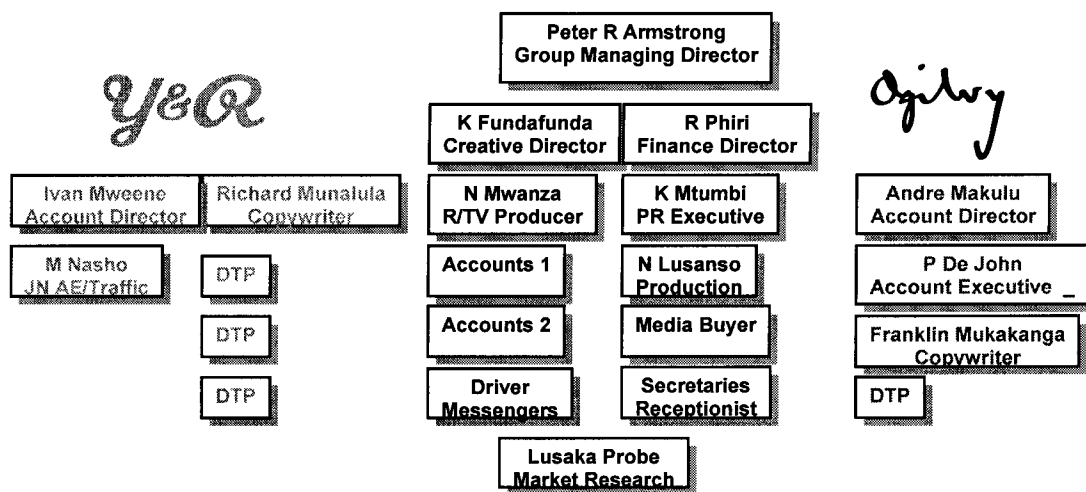 Peter R Armstrong
Group Managing Director
Y&R
Ogilvy
K Fundafunda
Creative Director
R Phiri
Finance Director
Ivan Mweene
Account Director
Richard Munalula
Copywriter
N Mwanza
R/TV Producer
K Mtumbi
PR Executive
Andre Makulu
Account Director
M Nasho
JN AE/Traffic
DTP
Accounts 1
N Lusanso
Production
P De John
Account Executive _
DTP
Accounts 2
Media Buyer
Franklin Mukakanga
Copywriter
DTP
Driver
Messengers
Secretaries
Receptionist
DTP
Lusaka Probe
Market Research